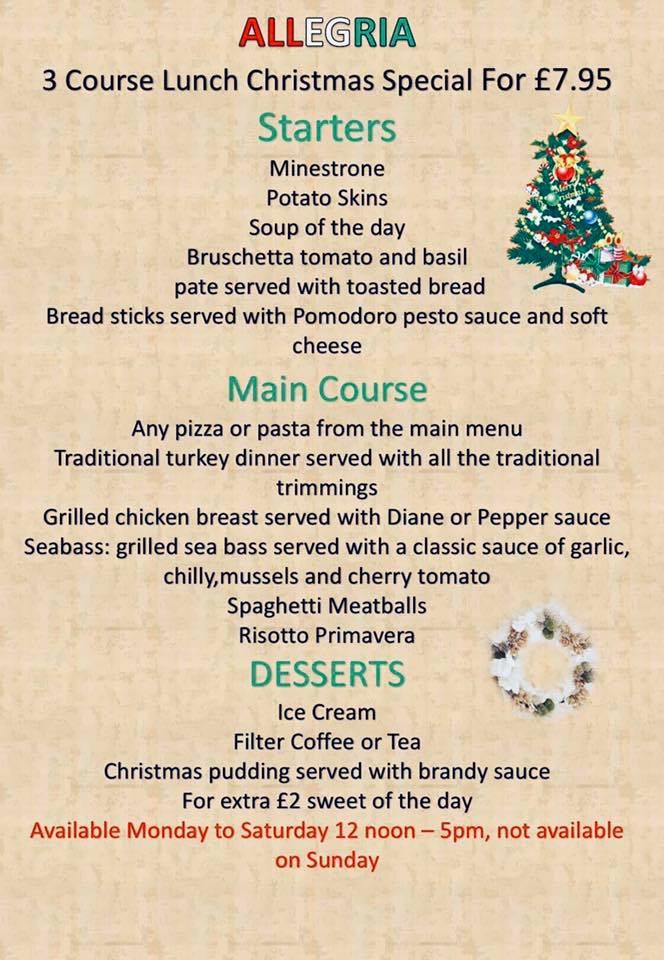 ALLEGRIA
3 Course Lunch Christmas Special For £7.95
Starters
Minestrone
Potato Skins
Soup of the day
Bruschetta tomato and basil
pate served with toasted bread
Bread sticks served with Pomodoro pesto sauce and soft
cheese
Main Course
Any pizza or pasta from the main menu
Traditional turkey dinner served with all the traditional
trimmings
Grilled chicken breast served with Diane or Pepper sauce
Seabass: grilled sea bass served with a classic sauce of garlic,
chilly,mussels and cherry tomato
Spaghetti Meatballs
Risotto Primavera
DESSERTS
Ice Cream
Filter Coffee or Tea
Christmas pudding served with brandy sauce
For extra £2 sweet of the day
Available Monday to Saturday 12 noon – 5pm, not available
on Sunday